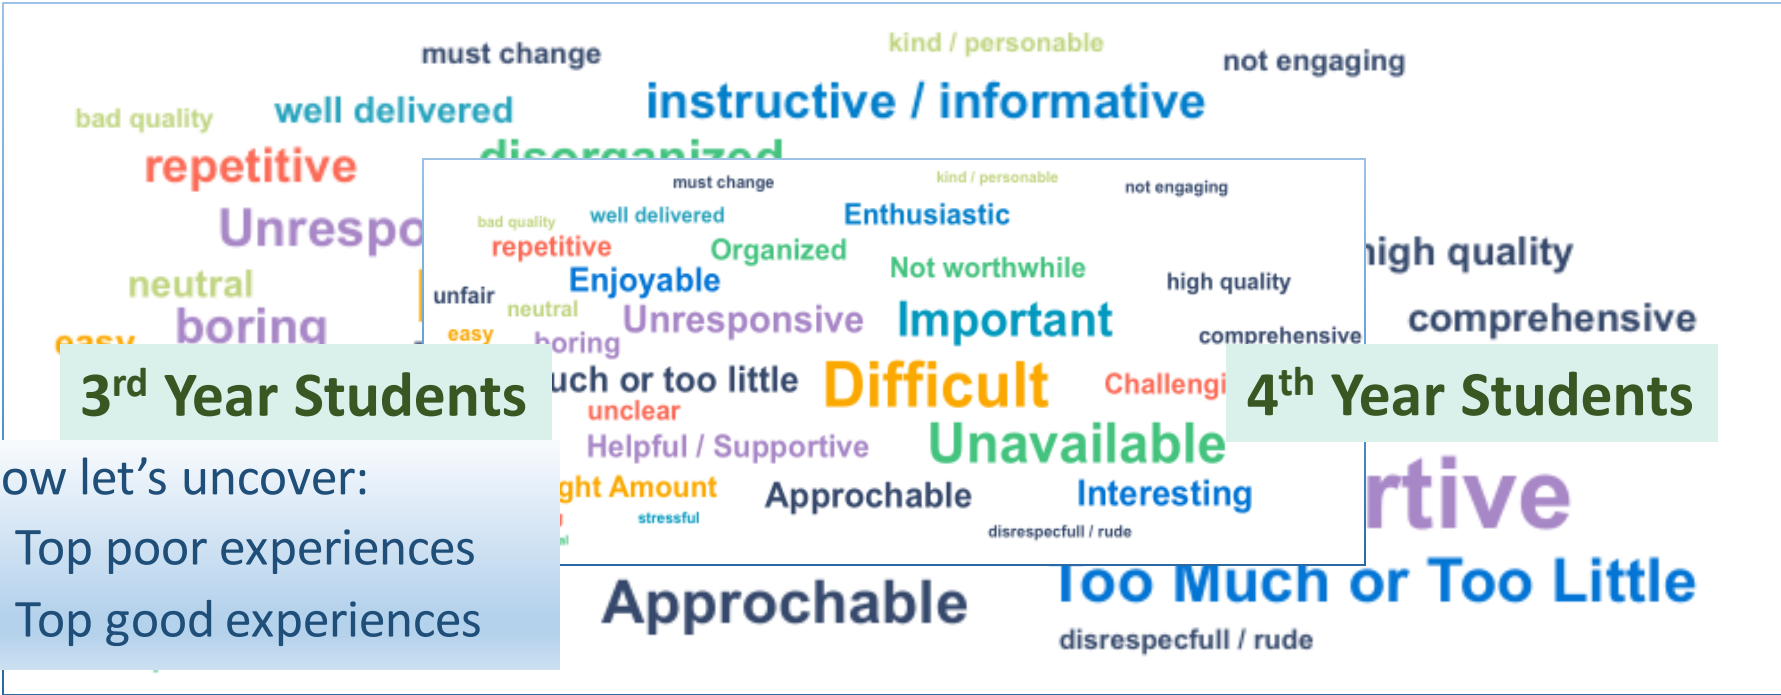 must change
kind / personable
not engaging
bad quality
well delivered
instructive / informative
repetitive
disorganized
Unrespo
neutral
boring
easy
high quality
comprehensive
must change
kind / personable
not engaging
bad quality
well delivered
Enthusiastic
repetitive
Organized
Not worthwhile
unfair
Enjoyable
high quality
neutral
Unresponsive
Important
easy
boring
comprehensive
uch or too little
Difficult
Challengi
unclear
Helpful / Supportive
Unavailable
ght Amount
Approchable
Interesting
stressful
al
disrespecfull / rude
3rd Year Students
4th Year Students
ow let’s uncover:
Top poor experiences
Top good experiences
rtive
Approchable
Too Much or Too Little
disrespecfull / rude